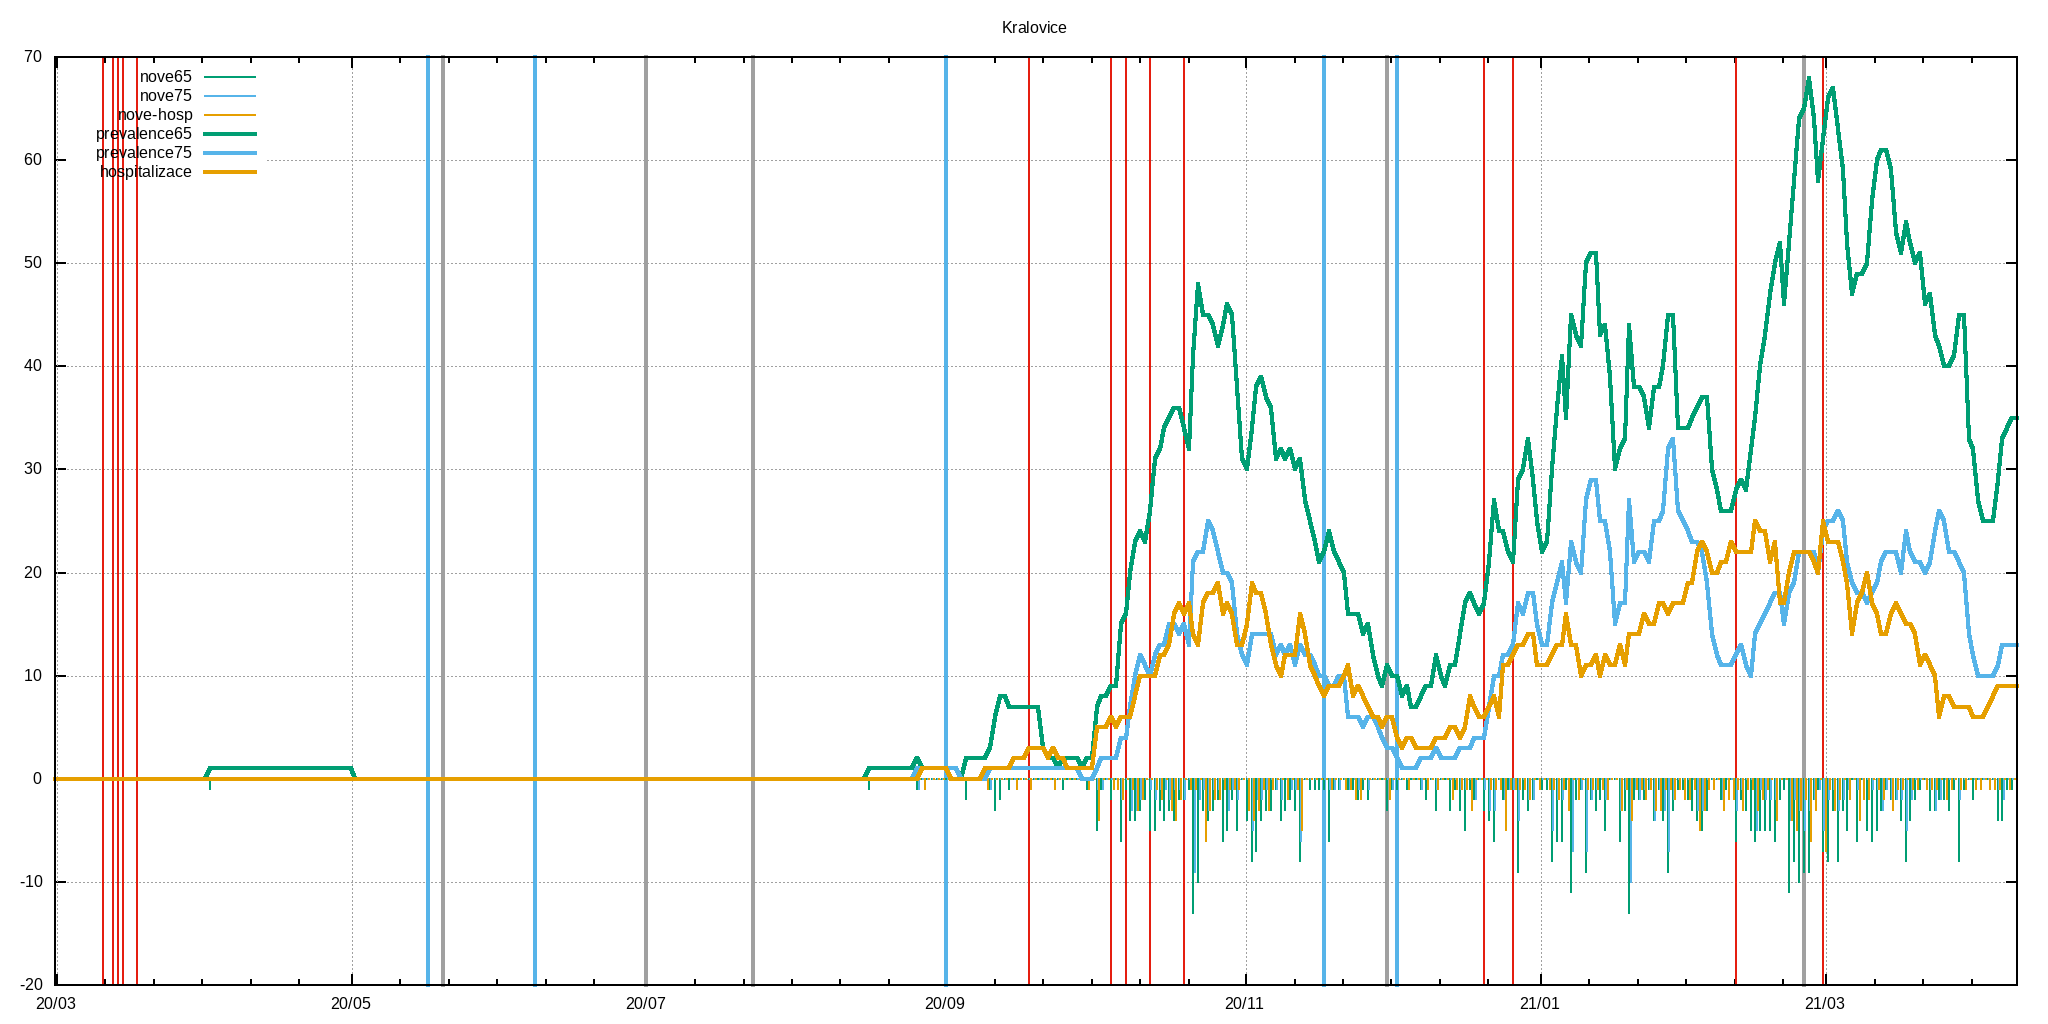 Kralovice
70
60
50
40
30
20
10
0
-10
-20
nove65
nove75
nove-hosp
prevalence65
prevalence75
hospitalizace
20/03 20/05 20/07 20/09 20/11 21/01 21/03